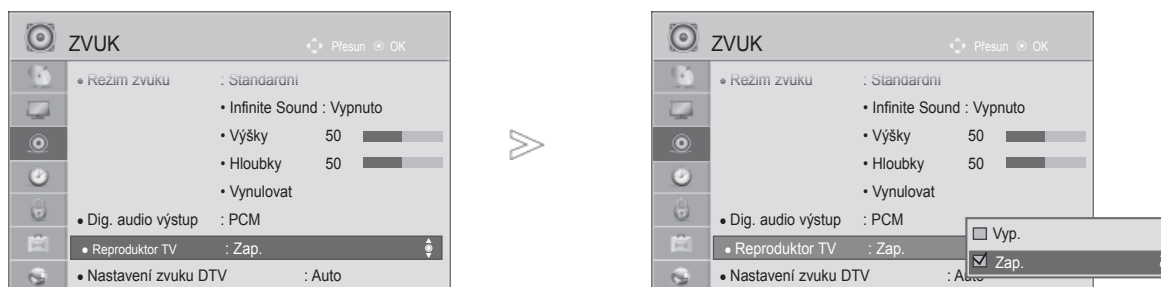 ZVUK
Přesun OK
• Režim zvuku : Standardní
• Infinite Sound : Vypnuto
• Výšky 50
• Hloubky 50
• Vynulovat
• Dig. audio výstup : PCM
• Reproduktor TV : Zap.
• Nastavení zvuku DTV : Auto
>
ZVUK
Přesun OK
• Režim zvuku : Standardní
• Infinite Sound : Vypnuto
• Výšky 50
• Hloubky 50
• Vynulovat
• Dig. audio výstup : PCM
• Reproduktor TV : Zap.
• Nastavení zvuku DTV
Vyp.
Zap.